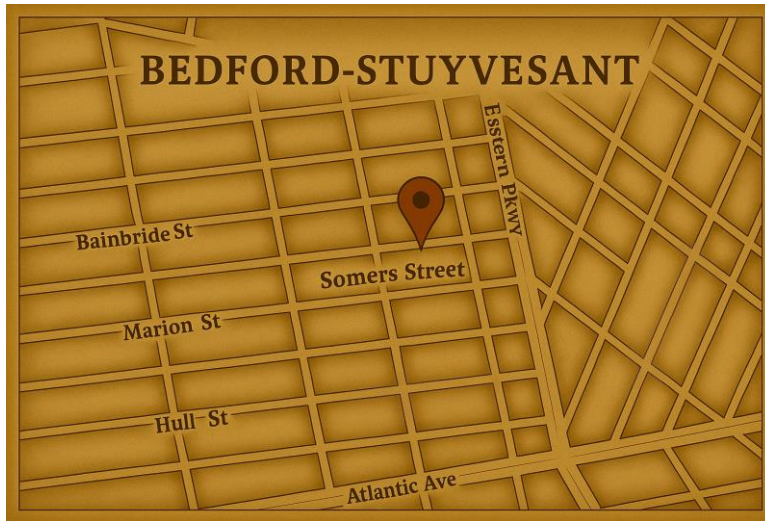 BEDFORD-STUYVESANT
Esstern Pkwy
Bainbride St
Somers Street
Marion St
Hull St
Atlantic Ave